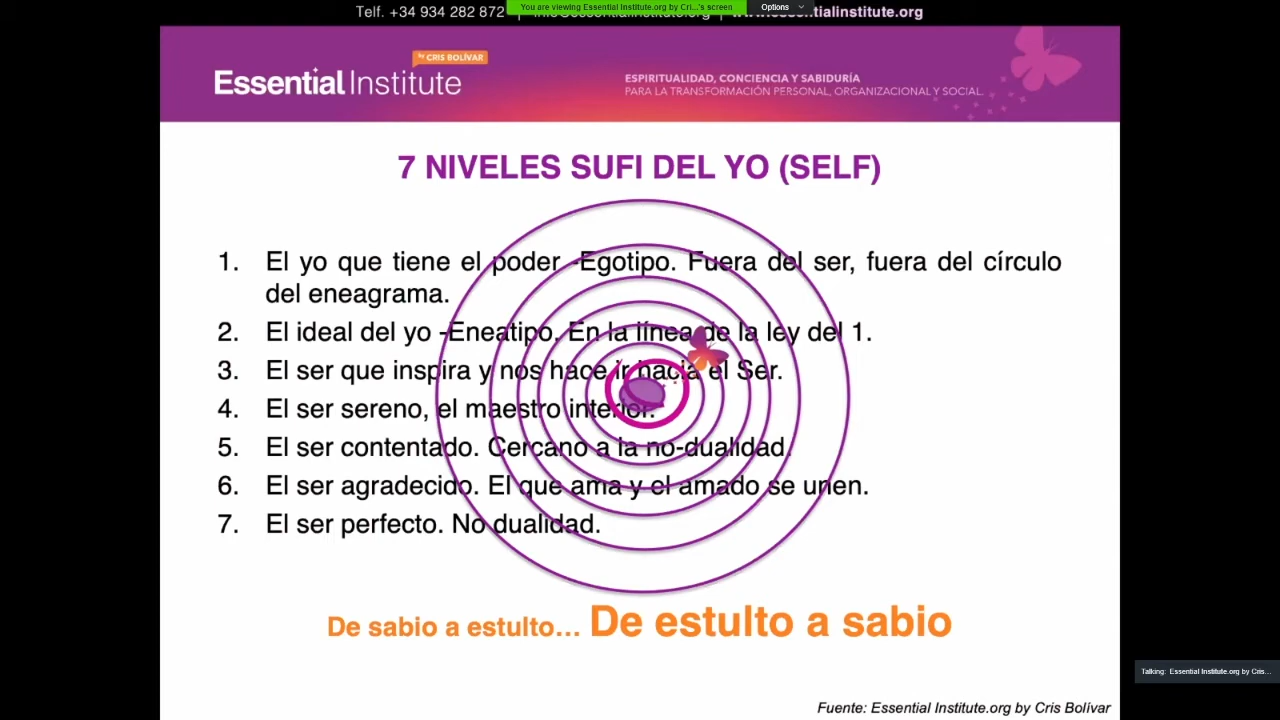 Telf. +34 934 282 872 | info@essentialinstitute.org | www.essentialinstitute.org
You are viewing Essential Institute.org by Cri...'s screen
Options
by CRIS BOLÍVAR
Essential Institute
ESPIRITUALIDAD, CONCIENCIA Y SABIDURÍA
PARA LA TRANSFORMACIÓN PERSONAL, ORGANIZACIONAL Y SOCIAL.
7 NIVELES SUFI DEL YO (SELF)
1. El yo que tiene el poder -Egotipo. Fuera del ser, fuera del círculo
del eneagrama.
2. El ideal del yo -Eneatipo. En la línea de la ley del 1.
3. El ser que inspira y nos hace ir hacia el Ser.
4. El ser sereno, el maestro interior.
5. El ser contentado. Cercano a la no-dualidad.
6. El ser agradecido. El que ama y el amado se unen.
7. El ser perfecto. No dualidad.
De sabio a estulto... De estulto a sabio
Talking: Essential Institute.org by Cris...
Fuente: Essential Institute.org by Cris Bolívar